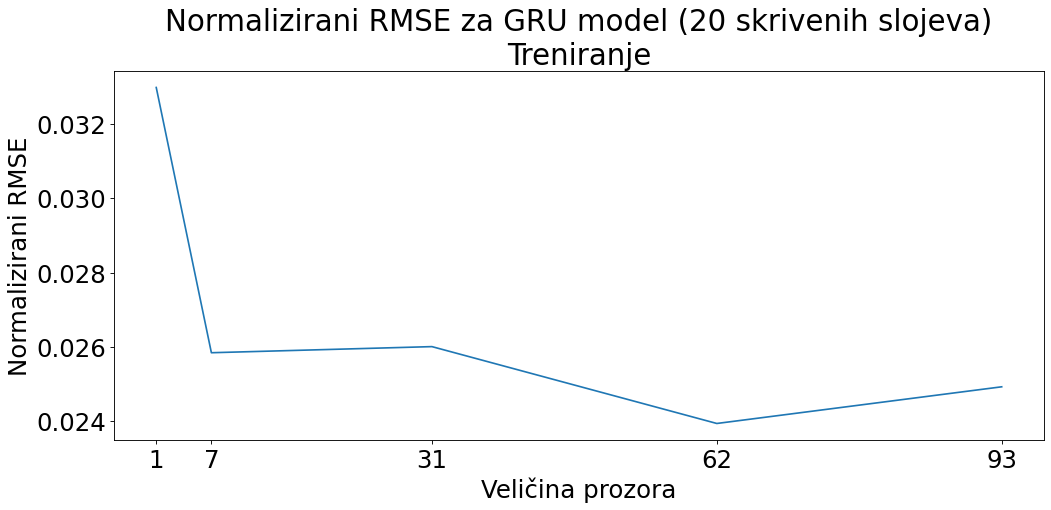 Normalizirani RMSE za GRU model (20 skrivenih slojeva)
Treniranje
Normalizirani RMSE
0.032
0.030
0.028
0.026
0.024
1 7 31 62 93
Veličina prozora